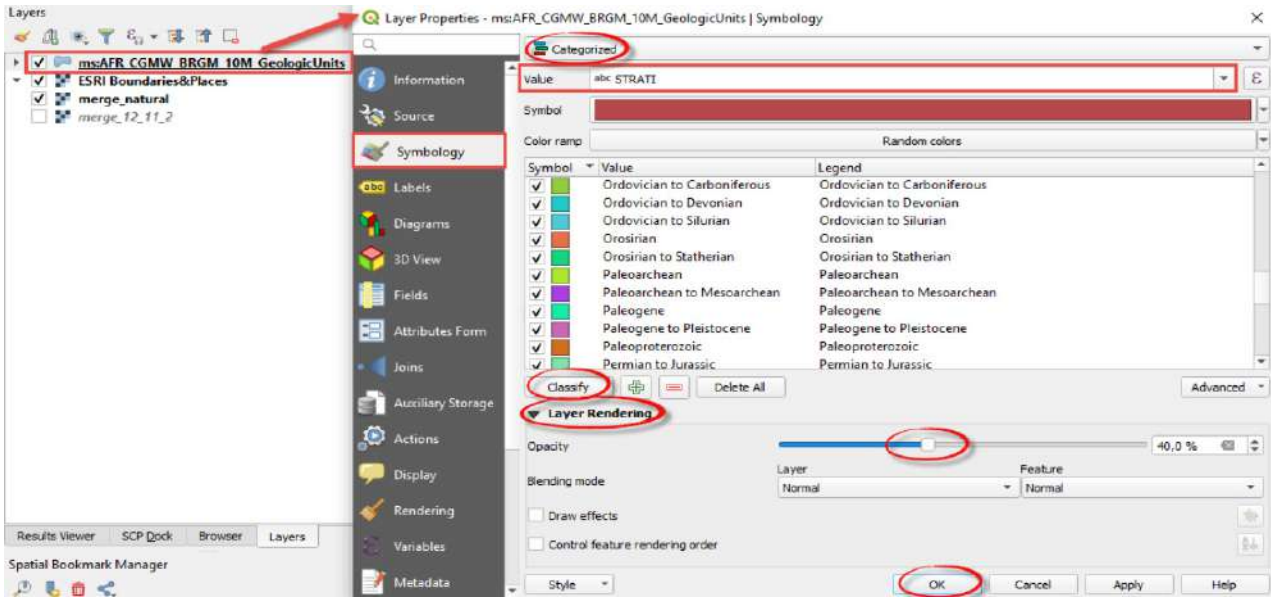 Layers
Layer Properties - ms:AFR_CGMW_BRGM_10M_GeologicUnits | Symbology
ms:AFR CGMW BRGM 10M GeologicUnits
ESRI Boundaries&Places
merge_natural
merge_12_11_2
Information
Source
Symbology
abc Labels
Diagrams
3D View
Fields
Attributes Form
Joins
Auxiliary Storage
Actions
Display
Rendering
Variables
Metadata
Categorized
Value abc STRATI
Symbol
Color ramp Random colors
Symbol Value Legend
Ordovician to Carboniferous Ordovician to Carboniferous
Ordovician to Devonian Ordovician to Devonian
Ordovician to Silurian Ordovician to Silurian
Orosirian Orosirian
Orosirian to Statherian Orosirian to Statherian
Paleoarchean Paleoarchean
Paleoarchean to Mesoarchean Paleoarchean to Mesoarchean
Paleogene Paleogene
Paleogene to Pleistocene Paleogene to Pleistocene
Paleoproterozoic Paleoproterozoic
Permian to Jurassic Permian to Jurassic
Classify Delete All Advanced
Layer Rendering
Opacity 40,0 %
Layer Feature
Blending mode Normal Normal
Draw effects
Control feature rendering order
Style OK Cancel Apply Help
Results Viewer SCP Dock Browser Layers
Spatial Bookmark Manager